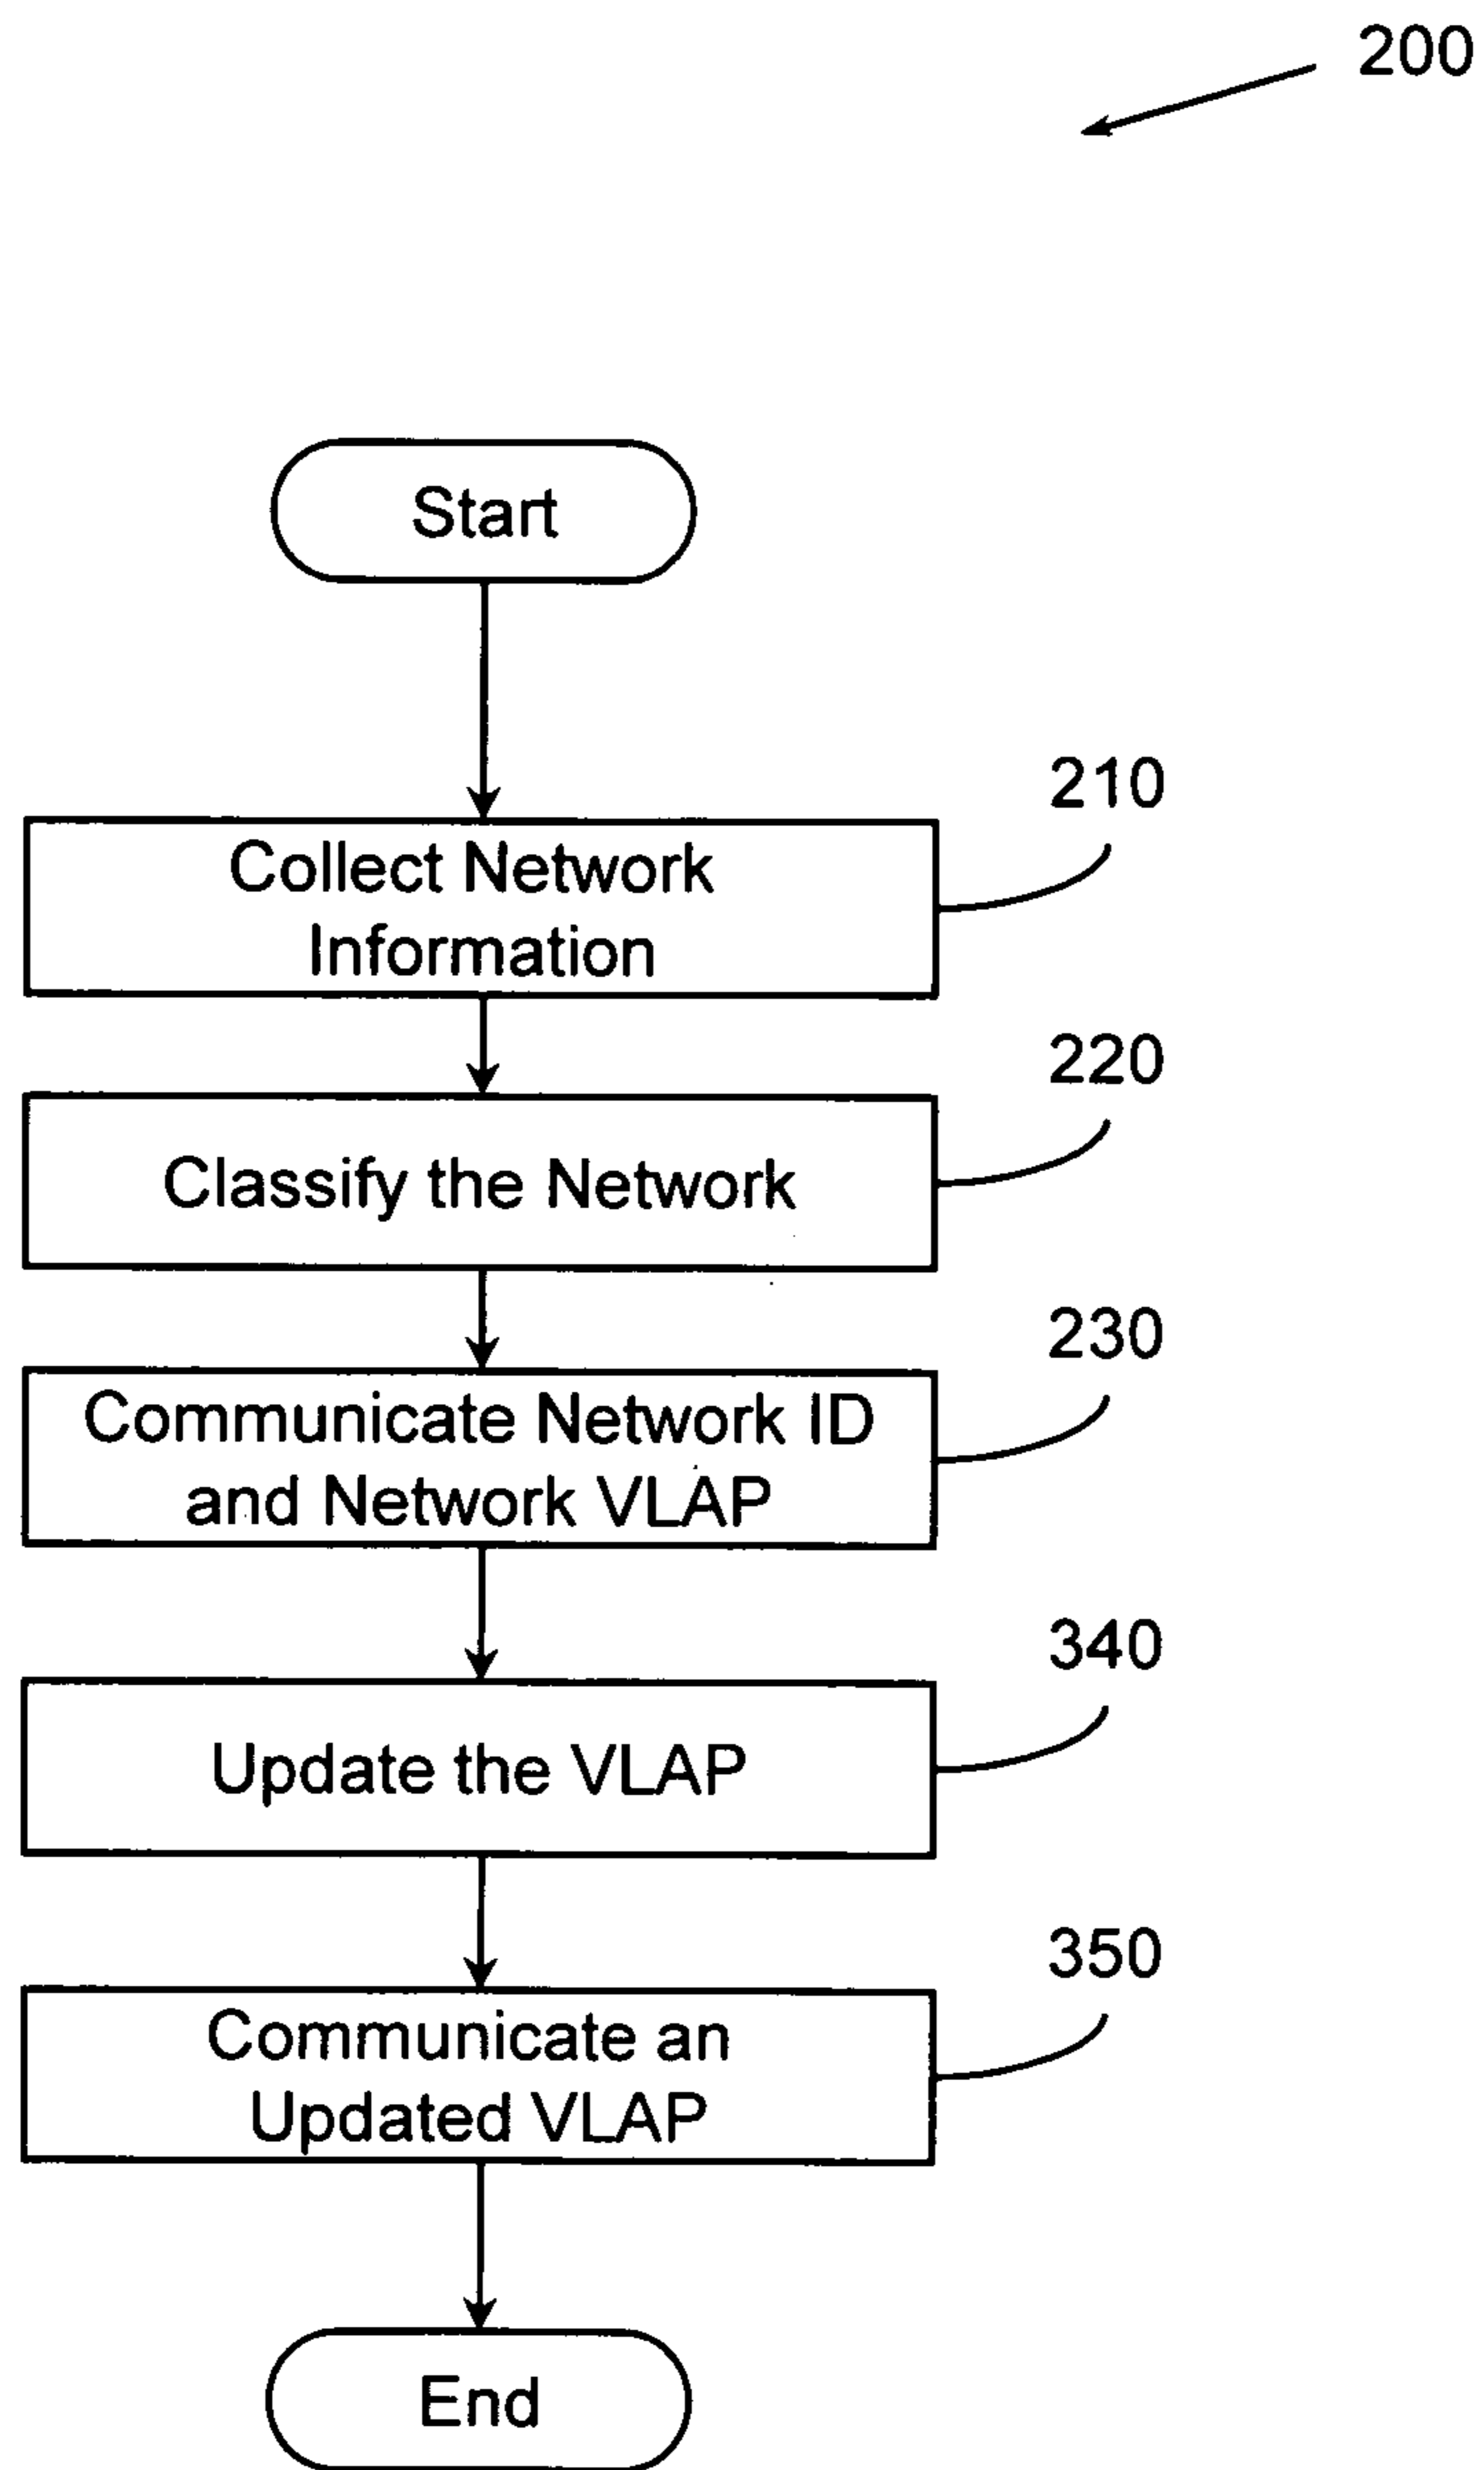 200
Start
210
Collect Network
Information
220
Classify the Network
230
Communicate Network ID
and Network VLAP
340
Update the VLAP
350
Communicate an
Updated VLAP
End